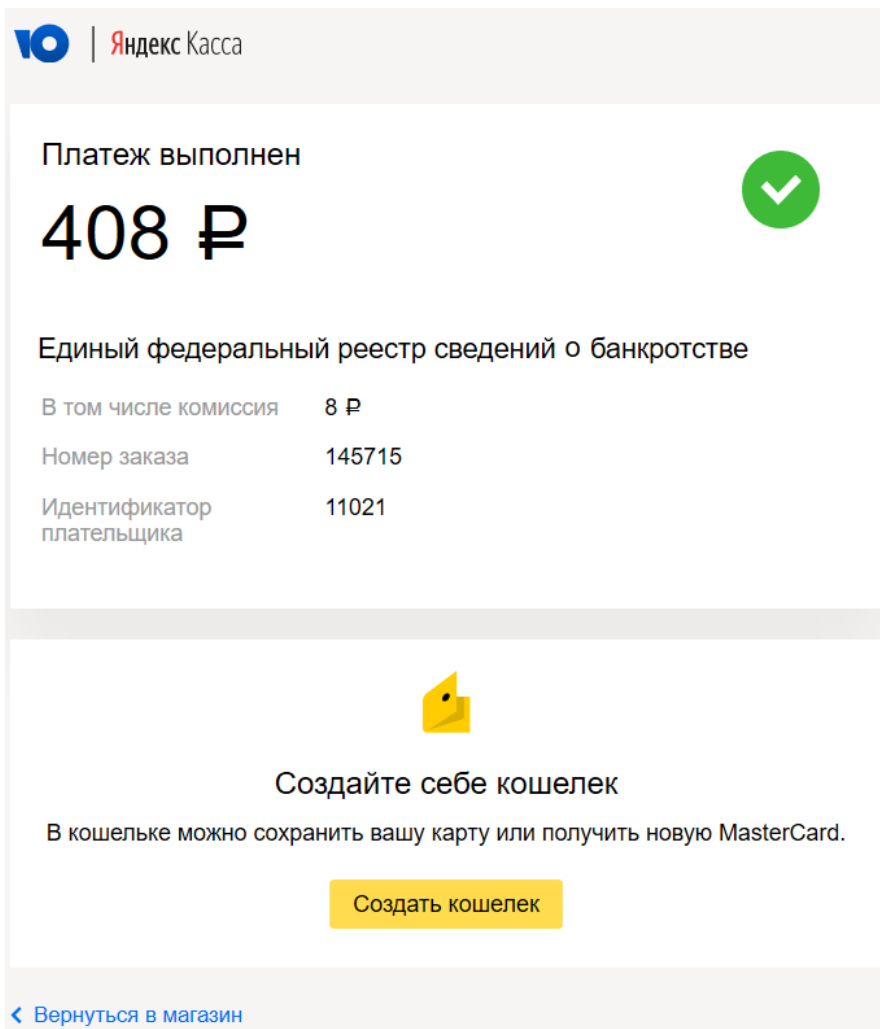 Ю | Яндекс Касса
Платеж выполнен
408 ₽
Единый федеральный реестр сведений о банкротстве
В том числе комиссия 8 ₽
Номер заказа 145715
Идентификатор плательщика 11021
Создайте себе кошелек
В кошельке можно сохранить вашу карту или получить новую MasterCard.
Создать кошелек
Вернуться в магазин